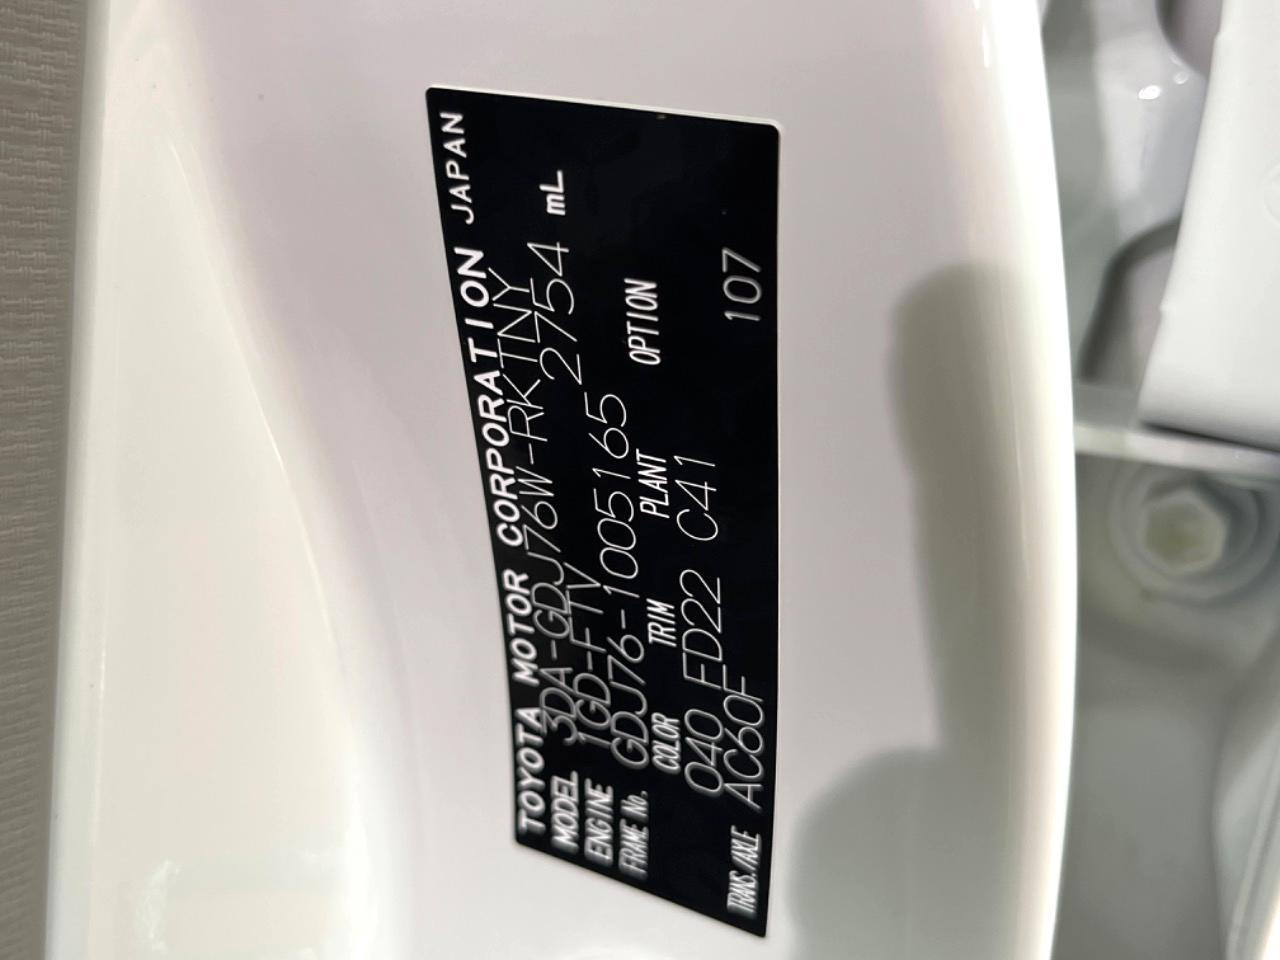 TOYOTA MOTOR CORPORATION JAPAN
MODEL 3DA-GDJ76W-RKTNY
ENGINE 1GD-FTV 2754 mL
FRAME No. GDJ76-1005165
COLOR TRIM PLANT OPTION
040 FD22 C41 107
TRANS./AXLE AC60F